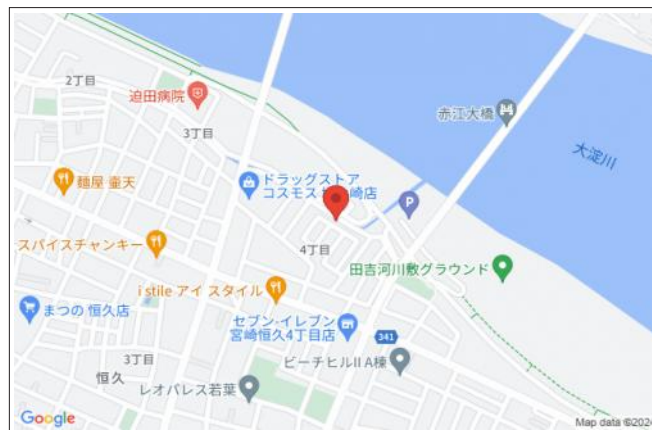 2丁目
迫田病院
3丁目
赤江大橋
大淀川
麺屋 壷天
ドラッグストア
コスモス
崎店
P
スパイスチャンキー
4丁目
田吉河川敷グラウンド
i stile アイ スタイル
まつの 恒久店
セブン-イレブン
宮崎恒久4丁目店
341
3丁目
恒久
ビーチヒルII A棟
レオパレス若葉
Google
Map data ©2024